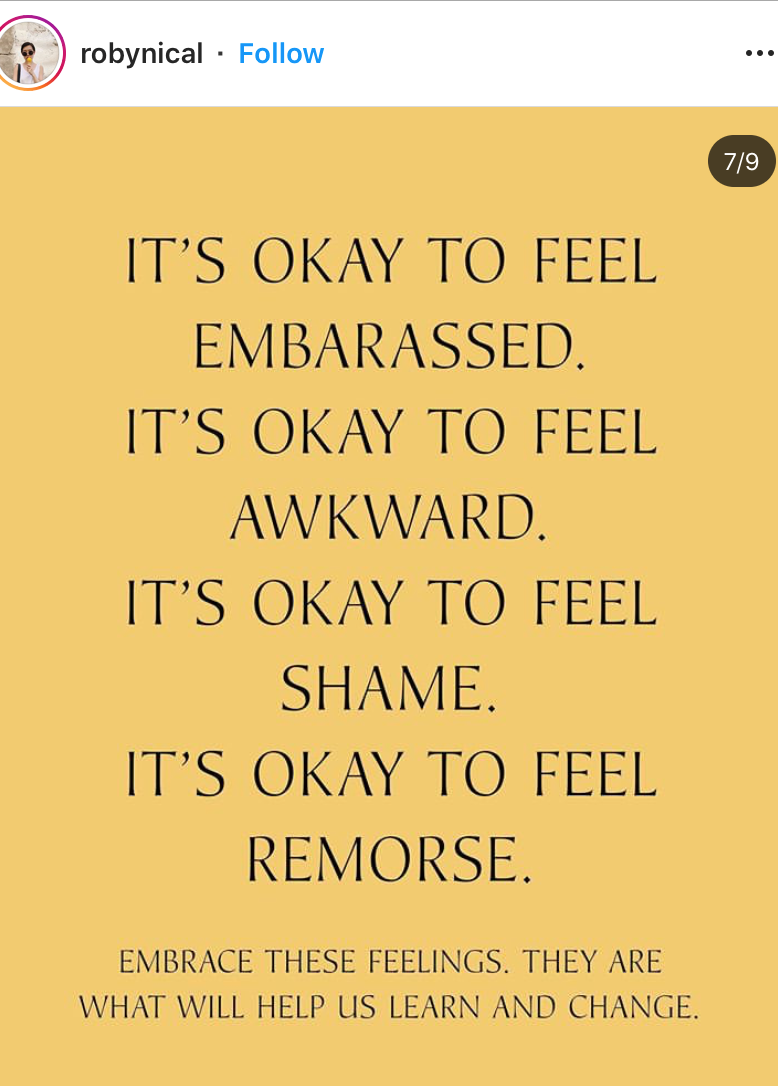 robynical · Follow
7/9
IT'S OKAY TO FEEL
EMBARASSED.
IT'S OKAY TO FEEL
AWKWARD.
IT'S OKAY TO FEEL
SHAME.
IT'S OKAY TO FEEL
REMORSE.
EMBRACE THESE FEELINGS. THEY ARE
WHAT WILL HELP US LEARN AND CHANGE.